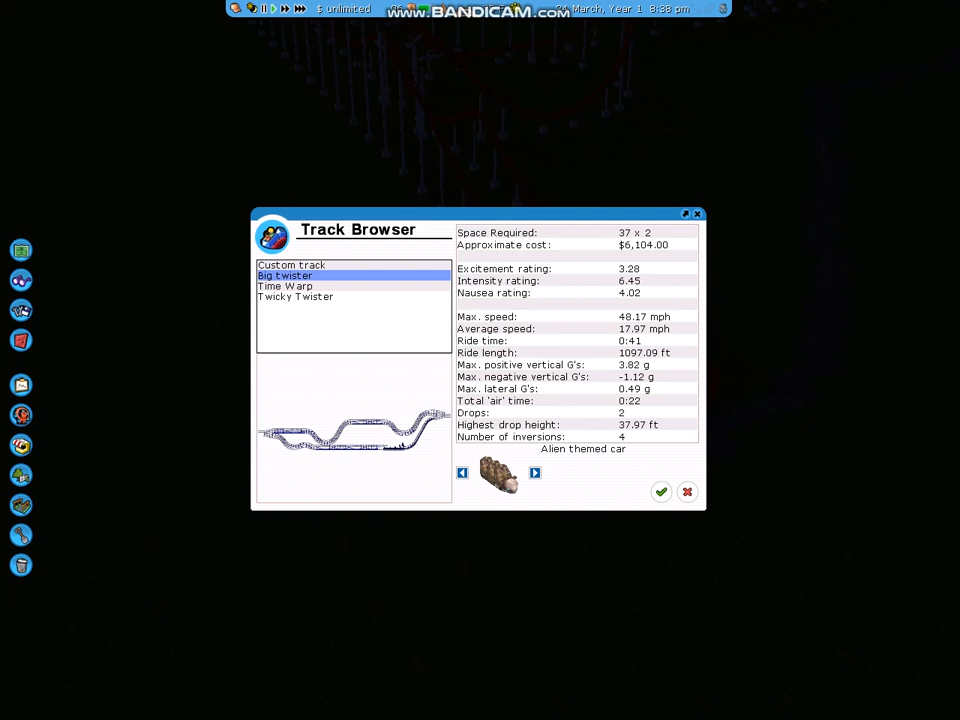 $ unlimited
www.BANDICAM.com
March, Year 1 8:38 pm
Track Browser
Custom track
Big twister
Time Warp
Twicky Twister
Space Required: 37 x 2
Approximate cost: $6,104.00
Excitement rating: 3.28
Intensity rating: 6.45
Nausea rating: 4.02
Max. speed: 48.17 mph
Average speed: 17.97 mph
Ride time: 0:41
Ride length: 1097.09 ft
Max. positive vertical G's: 3.82 g
Max. negative vertical G's: -1.12 g
Max. lateral G's: 0.49 g
Total 'air' time: 0:22
Drops: 2
Highest drop height: 37.97 ft
Number of inversions: 4
Alien themed car